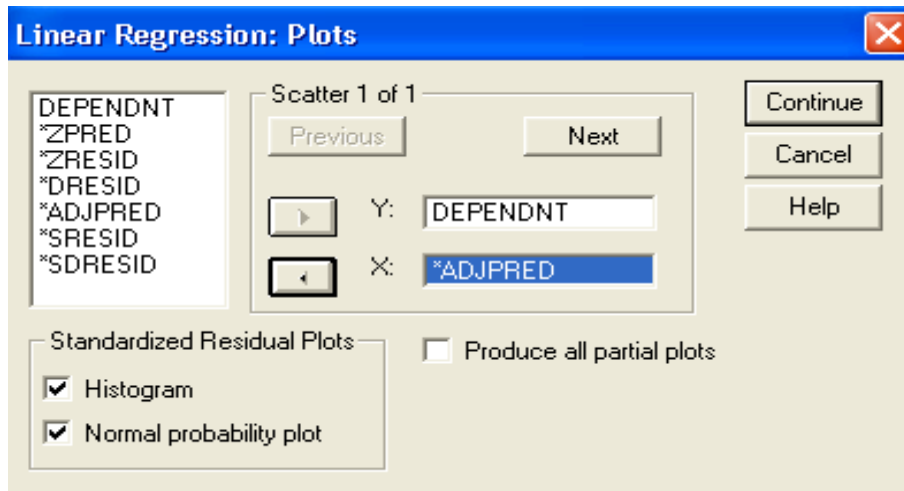 Linear Regression: Plots
DEPENDNT
*ZPRED
*ZRESID
*DRESID
*ADJPRED
*SRESID
*SDRESID
Scatter 1 of 1
Previous
Next
Y: DEPENDNT
X: *ADJPRED
Continue
Cancel
Help
Standardized Residual Plots
Histogram
Normal probability plot
Produce all partial plots